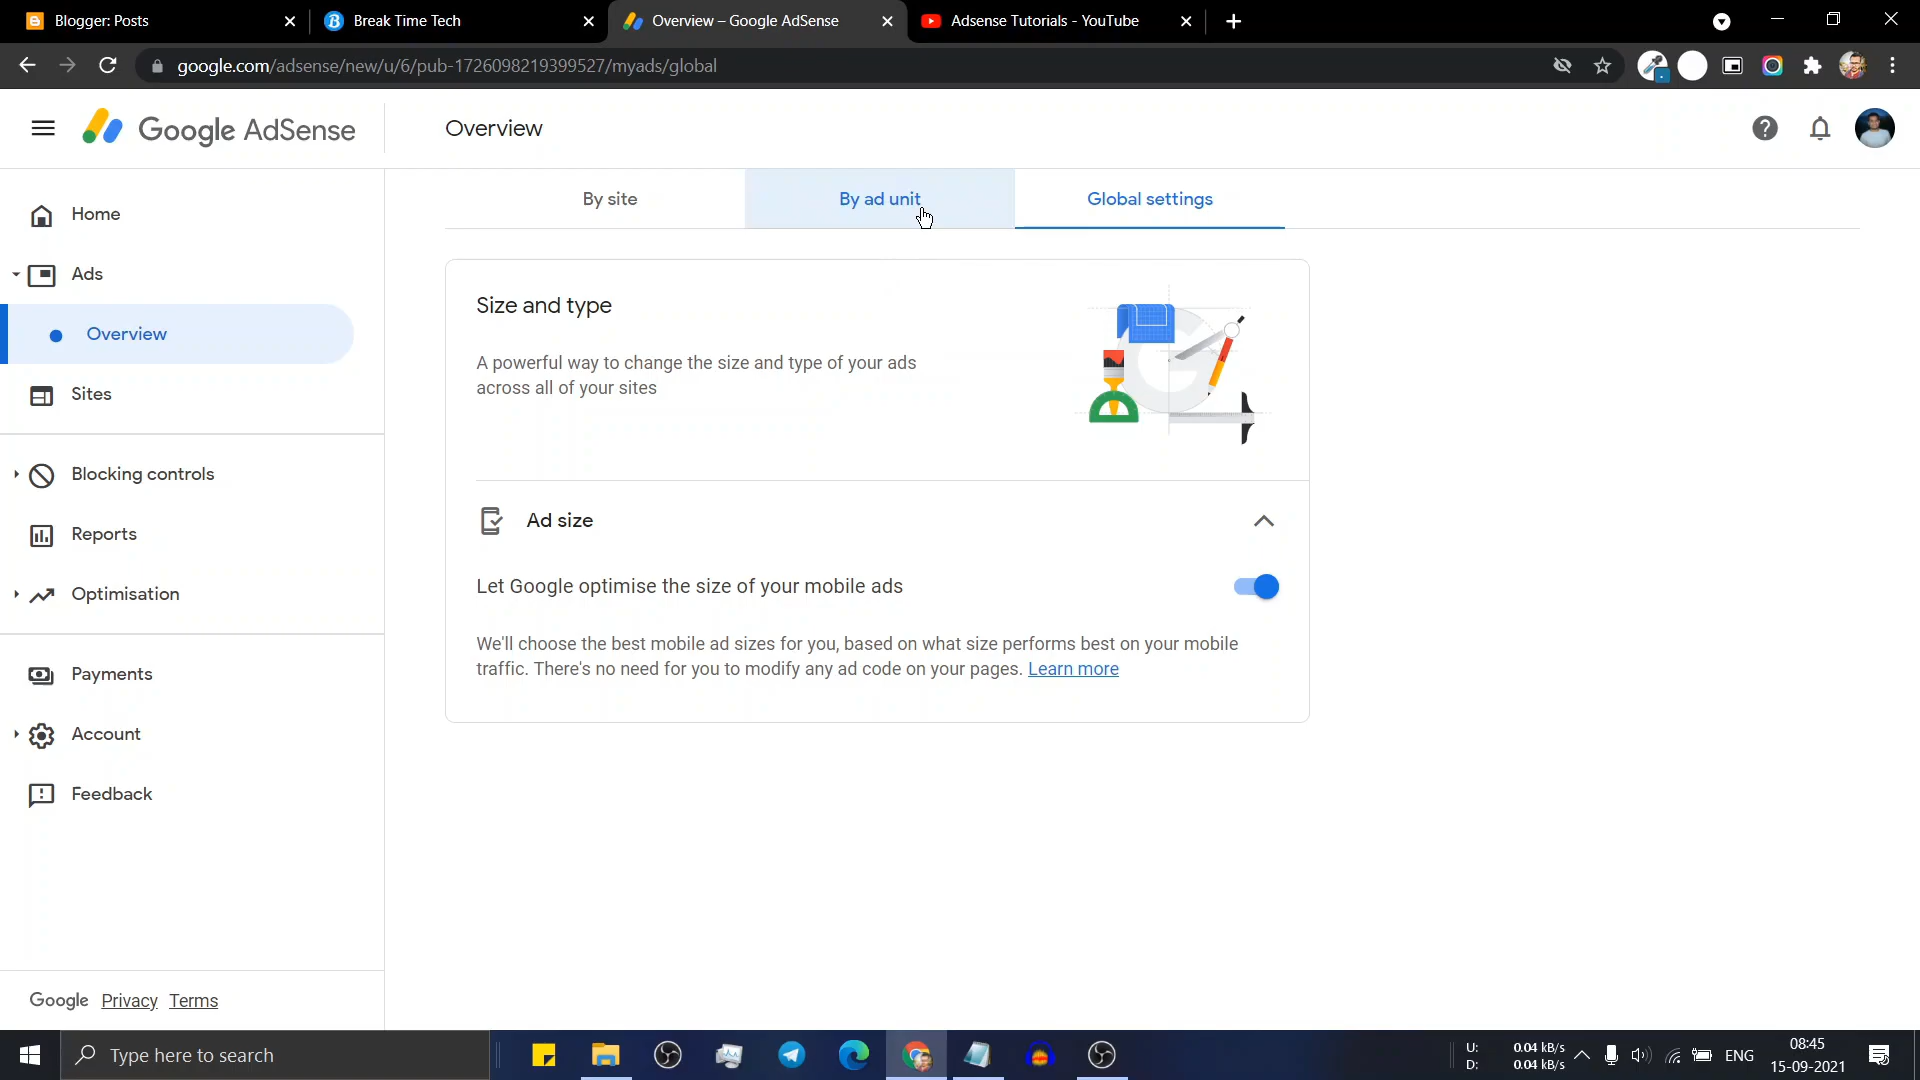 Blogger: Posts
Break Time Tech
Overview – Google AdSense
Adsense Tutorials - YouTube
google.com/adsense/new/u/6/pub-1726098219399527/myads/global
Google AdSense
Overview
By site
By ad unit
Global settings
Home
Ads
Overview
Sites
Blocking controls
Reports
Optimisation
Payments
Account
Feedback
Size and type
A powerful way to change the size and type of your ads
across all of your sites
Ad size
Let Google optimise the size of your mobile ads
We'll choose the best mobile ad sizes for you, based on what size performs best on your mobile
traffic. There's no need for you to modify any ad code on your pages. Learn more
Google Privacy Terms
Type here to search
U: 0.04 kB/s
D: 0.04 kB/s
ENG
08:45
15-09-2021